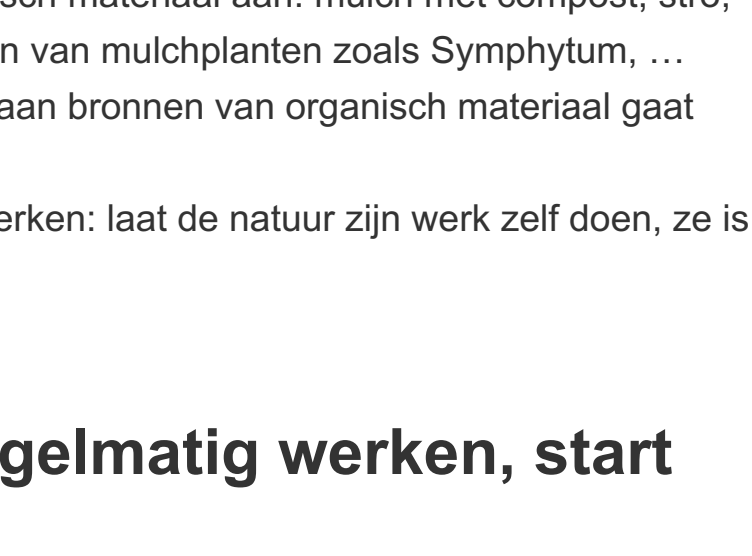 materiaal aan: mulch met compost, stro,
van mulchplanten zoals Symphytum, …
aan bronnen van organisch materiaal gaat
erken: laat de natuur zijn werk zelf doen, ze is
gelmatig werken, start